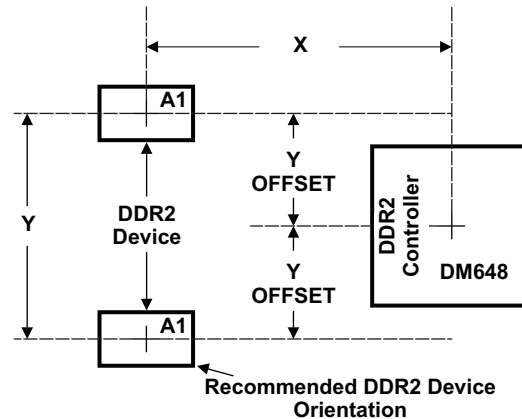 X
A1
Y
OFFSET
Y
DDR2
Device
DDR2
Controller
DM648
Y
OFFSET
A1
Recommended DDR2 Device
Orientation